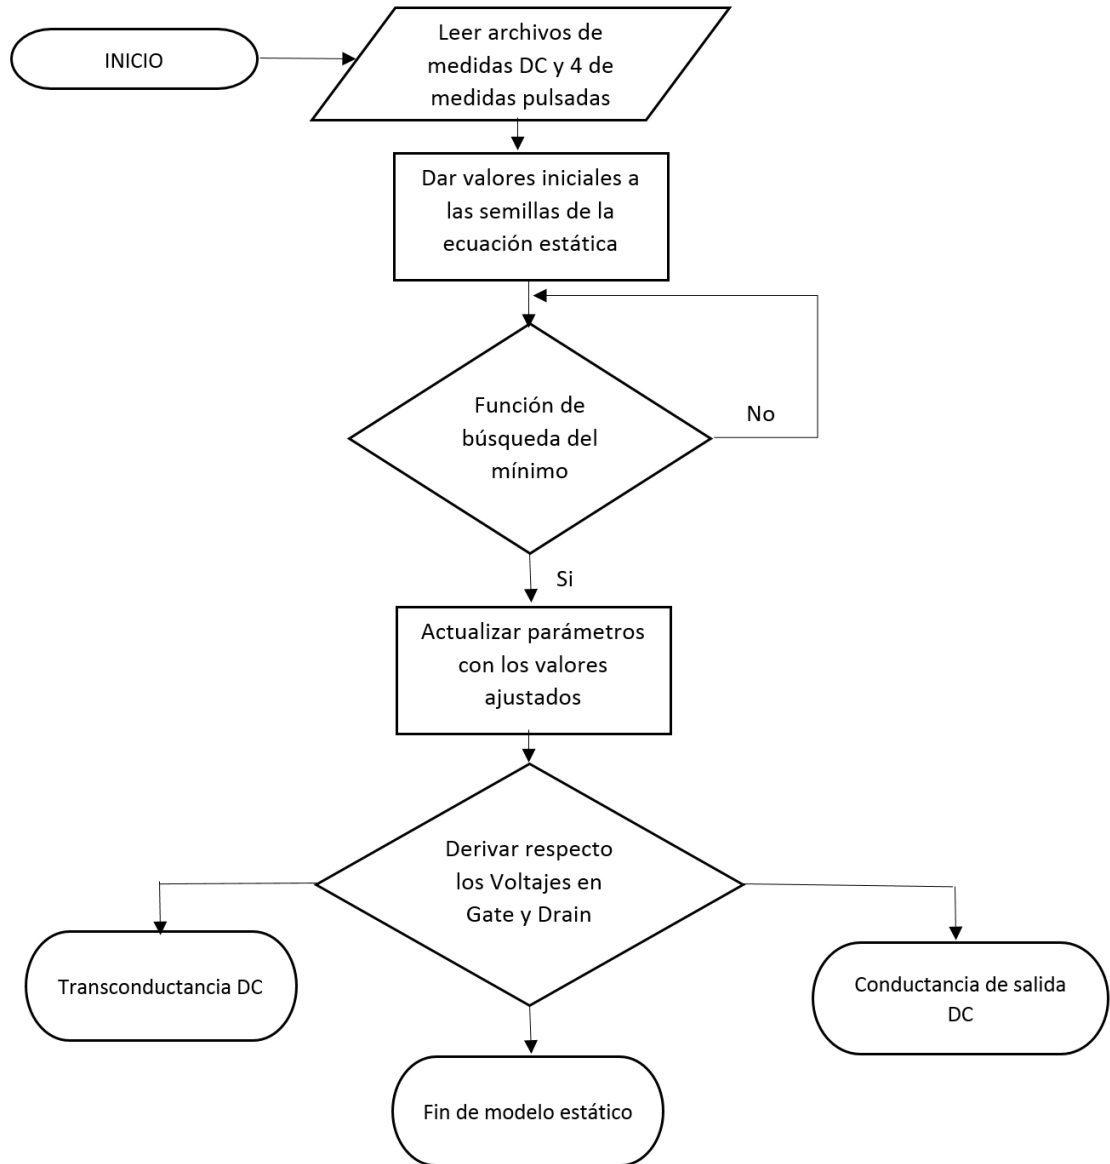 INICIO
Leer archivos de
medidas DC y 4 de
medidas pulsadas
Dar valores iniciales a
las semillas de la
ecuación estática
Función de
búsqueda del
mínimo
No
Si
Actualizar parámetros
con los valores
ajustados
Derivar respecto
los Voltajes en
Gate y Drain
Transconductancia DC
Conductancia de salida
DC
Fin de modelo estático